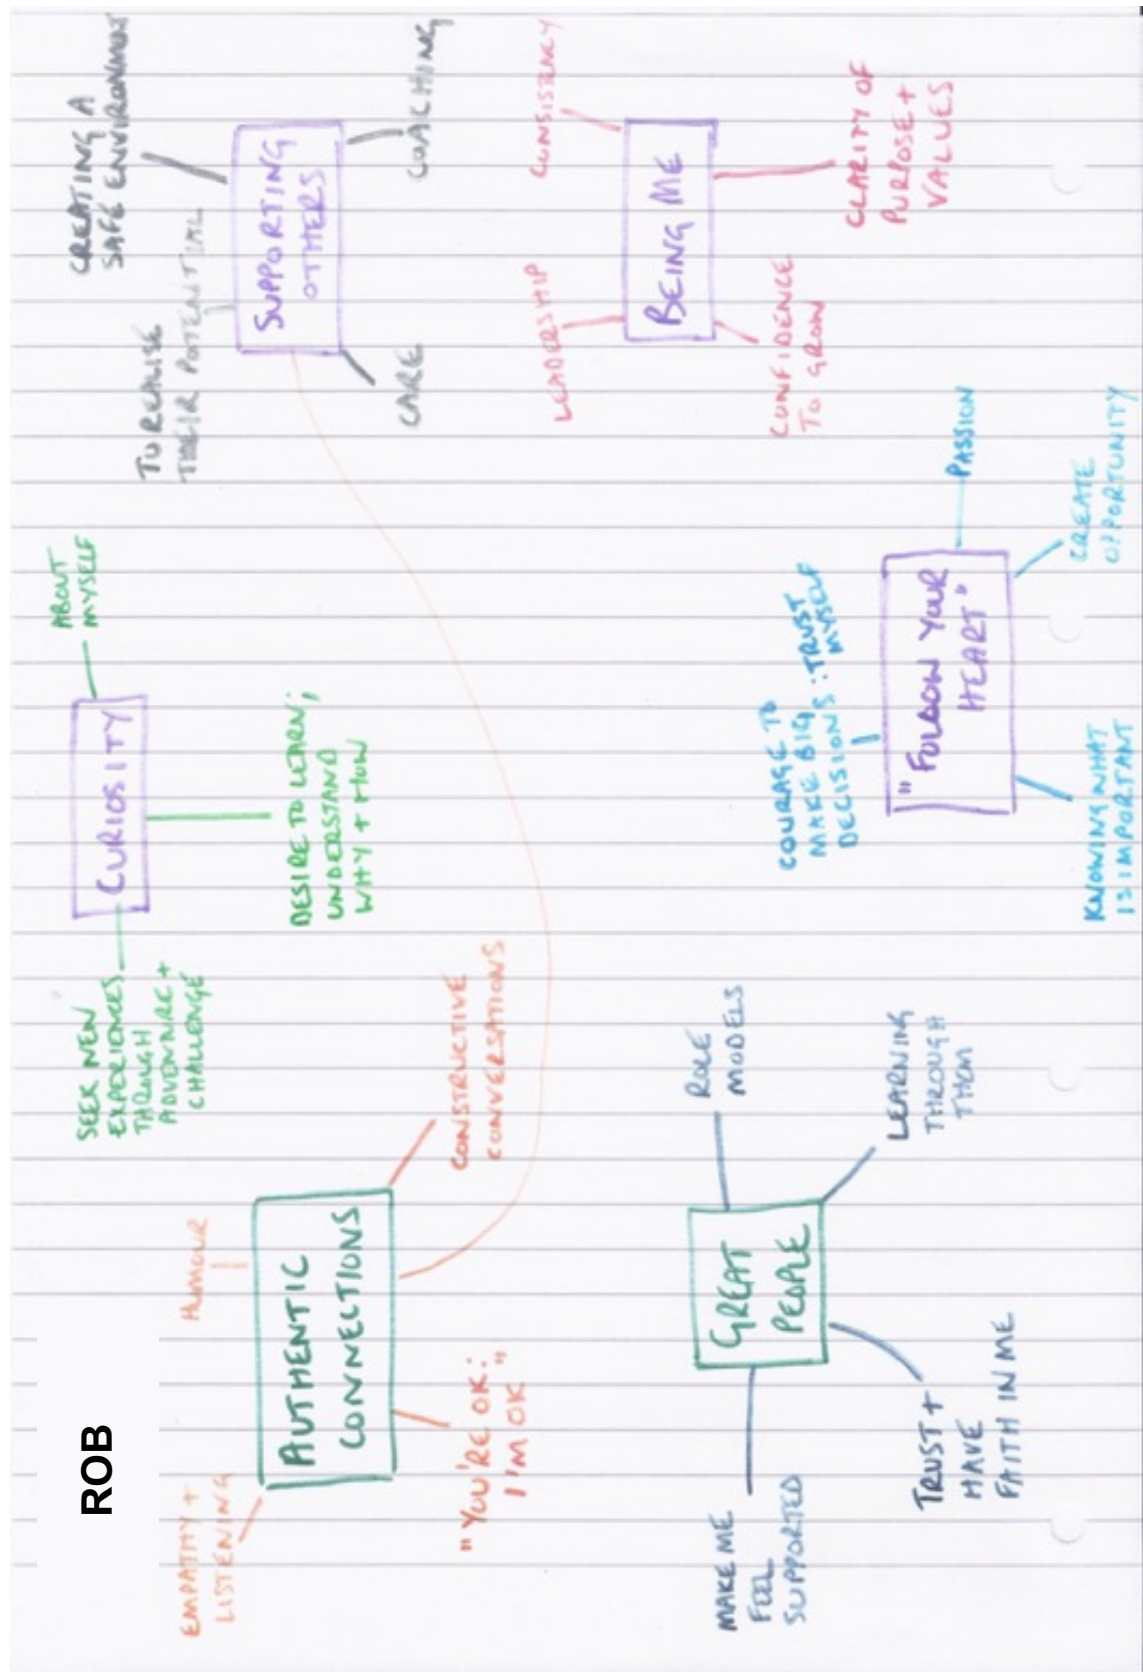 ROB
EMPATHY +
LISTENING
HUMOUR
AUTHENTIC
CONNECTIONS
"YOU'RE OK:
I'M OK"
CONSTRUCTIVE
CONVERSATIONS
SEEK NEW
EXPERIENCES
THROUGH
ADVENTURE +
CHALLENGE
CURIOSITY
ABOUT
MYSELF
DESIRE TO LEARN;
UNDERSTAND
WHY + HOW
TO REALISE
THEIR POTENTIAL
CREATING A
SAFE ENVIRONMENT
SUPPORTING
OTHERS
CARE
COACHING
MAKE ME
FEEL
SUPPORTED
GREAT
PEOPLE
ROLE
MODELS
TRUST +
HAVE
FAITH IN ME
LEARNING
THROUGH
THEM
COURAGE TO
MAKE BIG
DECISIONS : TRUST
MYSELF
"FOLLOW YOUR
HEART"
PASSION
KNOWING WHAT
IS IMPORTANT
CREATE
OPPORTUNITY
LEADERSHIP
CONSISTENCY
BEING ME
CONFIDENCE
TO GROW
CLARITY OF
PURPOSE +
VALUES